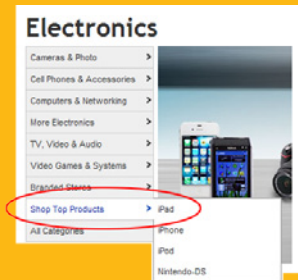 Electronics
Cameras & Photo
Cell Phones & Accessories
Computers & Networking
More Electronics
TV, Video & Audio
Video Games & Systems
Branded Stores
Shop Top Products
All Categories
iPad
iPhone
iPod
Nintendo-DS